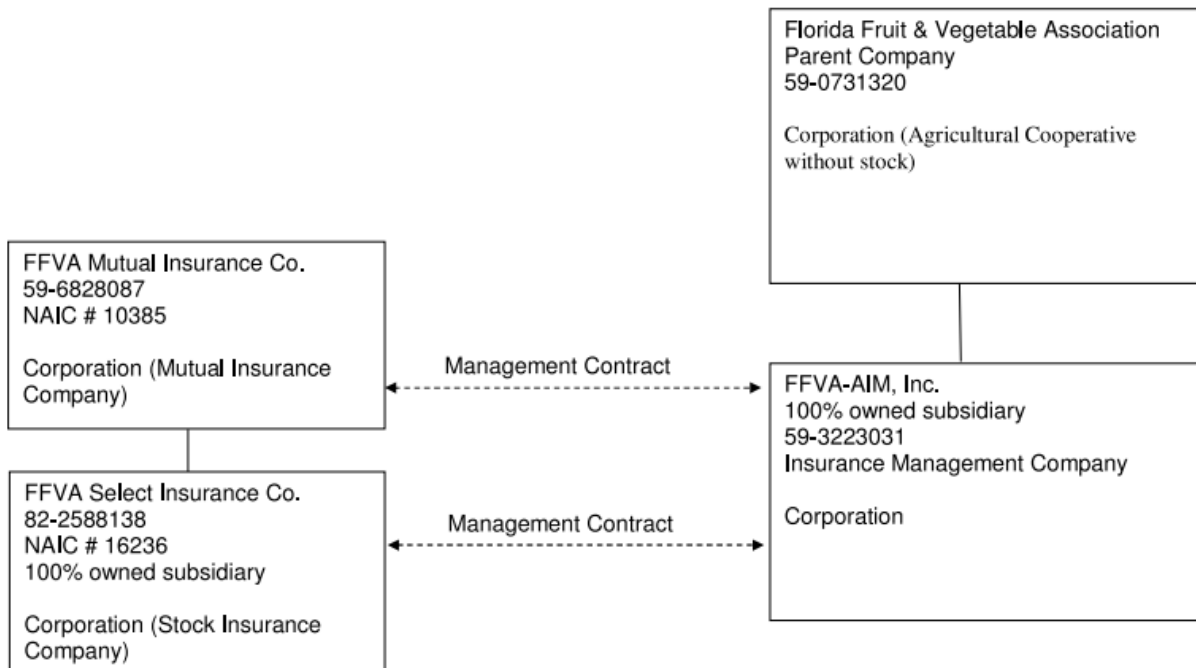 Florida Fruit & Vegetable Association
Parent Company
59-0731320
Corporation (Agricultural Cooperative
without stock)
FFVA Mutual Insurance Co.
59-6828087
NAIC # 10385
Corporation (Mutual Insurance
Company)
Management Contract
FFVA-AIM, Inc.
100% owned subsidiary
59-3223031
Insurance Management Company
Corporation
FFVA Select Insurance Co.
82-2588138
NAIC # 16236
100% owned subsidiary
Corporation (Stock Insurance
Company)
Management Contract